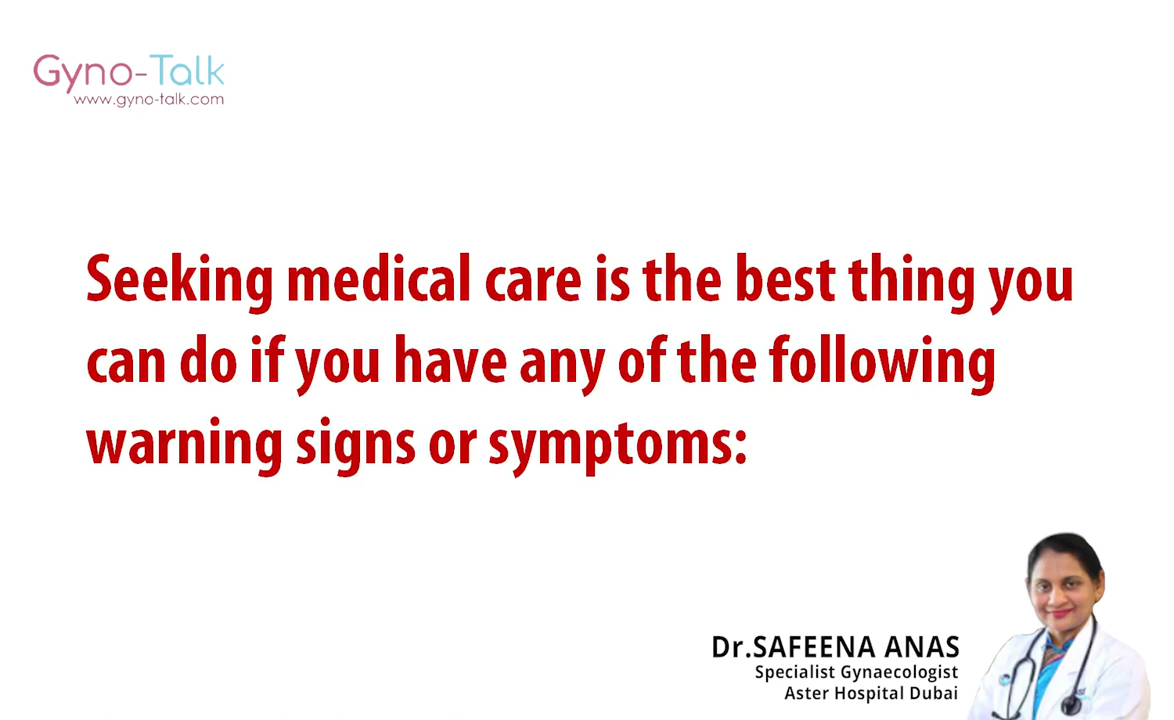 Gyno-Talk
www.gyno-talk.com
Seeking medical care is the best thing you
can do if you have any of the following
warning signs or symptoms:
Dr.SAFEENA ANAS
Specialist Gynaecologist
Aster Hospital Dubai